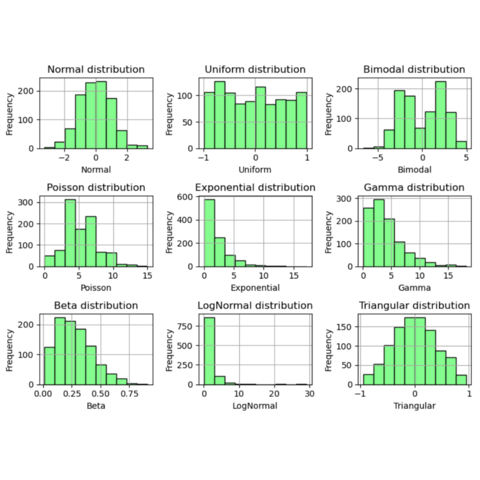 Normal distribution
Uniform distribution
Bimodal distribution
Frequency
200
100
0
−2
0
2
Normal
Frequency
100
50
0
−1
0
1
Uniform
Frequency
200
100
0
−5
0
5
Bimodal
Poisson distribution
Exponential distribution
Gamma distribution
Frequency
300
200
100
0
0
5
10
15
Poisson
Frequency
600
400
200
0
0
5
10
15
Exponential
Frequency
300
200
100
0
0
5
10
15
Gamma
Beta distribution
LogNormal distribution
Triangular distribution
Frequency
200
100
0
0.00
0.25
0.50
0.75
Beta
Frequency
750
500
250
0
0
10
20
30
LogNormal
Frequency
150
100
50
0
−1
0
1
Triangular